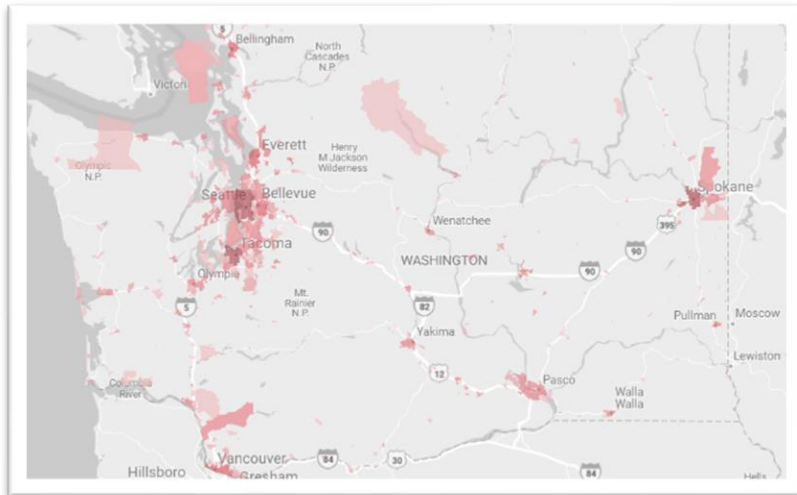 5
Bellingham
North
Cascades
N.P.
Victori
Everett
Henry
M Jackson
Wilderness
Olympic
N.P.
Seattle
Bellevue
Spokane
90
Wenatchee
395
Tacoma
90
WASHINGTON
90
Olympi
Mt.
Rainier
N.P.
5
82
Pullman
Moscow
Yakima
Lewiston
12
Pasco
Columbia
River
Walla
Walla
Vancouver
84
30
Hillsboro
Gresham
84